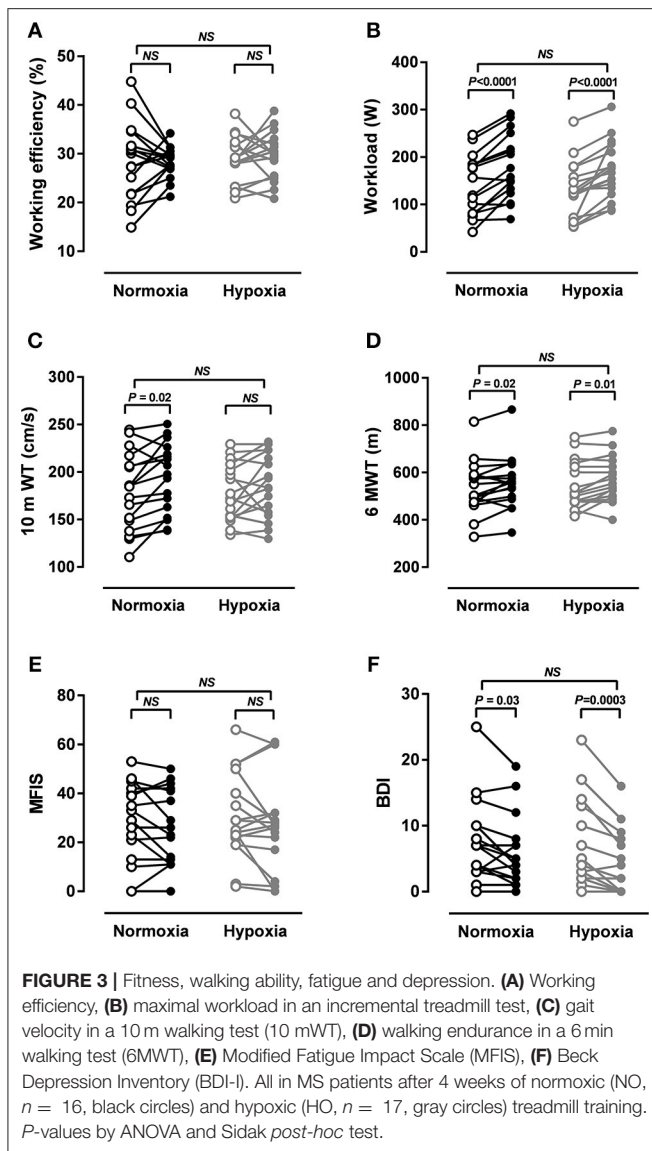 A
NS
NS
NS
Working efficiency (%)
50
40
30
20
10
Normoxia
Hypoxia
B
NS
P<0.0001
P<0.0001
Workload (W)
400
300
200
100
0
Normoxia
Hypoxia
C
NS
P = 0.02
NS
10 m WT (cm/s)
300
250
200
150
100
Normoxia
Hypoxia
D
NS
P = 0.02
P = 0.01
6 MWT (m)
1000
800
600
400
200
Normoxia
Hypoxia
E
NS
NS
NS
MFIS
80
60
40
20
0
Normoxia
Hypoxia
F
NS
P = 0.03
P=0.0003
BDI
30
20
10
0
Normoxia
Hypoxia
FIGURE 3 | Fitness, walking ability, fatigue and depression. (A) Working
efficiency, (B) maximal workload in an incremental treadmill test, (C) gait
velocity in a 10 m walking test (10 mWT), (D) walking endurance in a 6 min
walking test (6MWT), (E) Modified Fatigue Impact Scale (MFIS), (F) Beck
Depression Inventory (BDI-I). All in MS patients after 4 weeks of normoxic (NO,
n = 16, black circles) and hypoxic (HO, n = 17, gray circles) treadmill training.
P-values by ANOVA and Sidak post-hoc test.